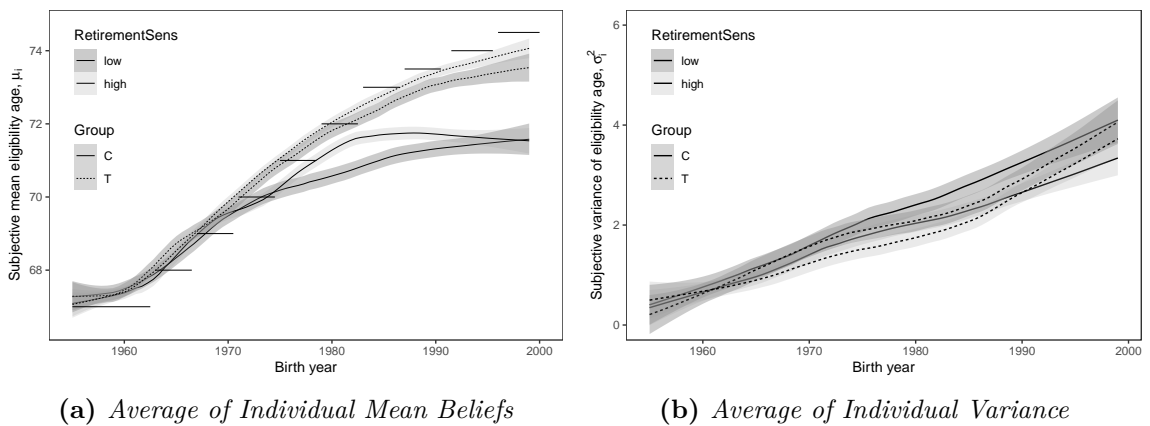 Subjective mean eligibility age, μi
RetirementSens
low
high
Group
C
T
74
72
70
68
1960
1970
1980
1990
2000
Birth year
(a) Average of Individual Mean Beliefs
Subjective variance of eligibility age, σi²
RetirementSens
low
high
Group
C
T
6
4
2
0
1960
1970
1980
1990
2000
Birth year
(b) Average of Individual Variance